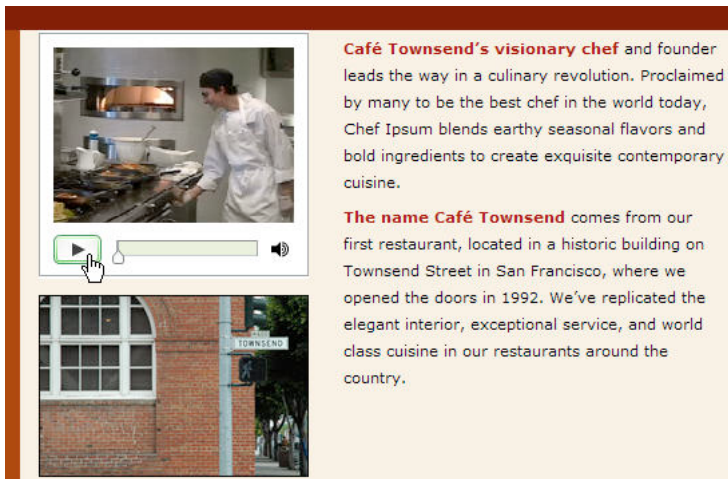 Café Townsend’s visionary chef and founder
leads the way in a culinary revolution. Proclaimed
by many to be the best chef in the world today,
Chef Ipsum blends earthy seasonal flavors and
bold ingredients to create exquisite contemporary
cuisine.
The name Café Townsend comes from our
first restaurant, located in a historic building on
Townsend Street in San Francisco, where we
opened the doors in 1992. We’ve replicated the
elegant interior, exceptional service, and world
class cuisine in our restaurants around the
country.
TOWNSEND